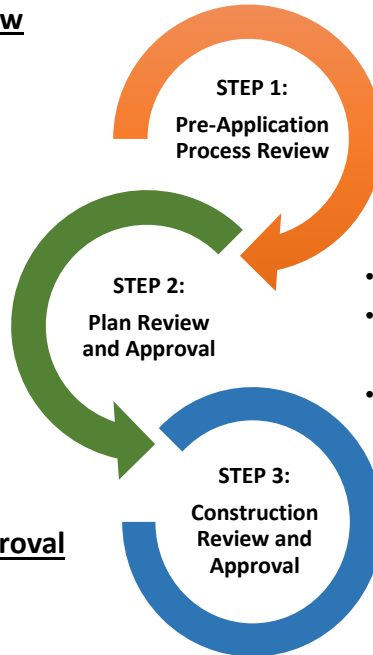 w
STEP 1:
Pre-Application
Process Review
•
STEP 2:
•
Plan Review
and Approval
•
STEP 3:
Construction
Review and
Approval
roval